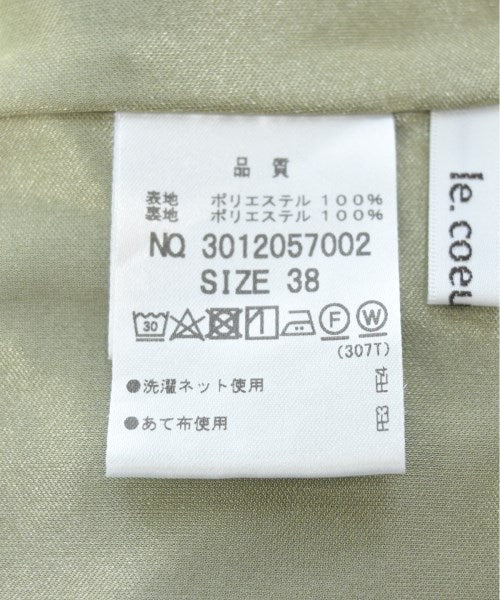 品質
表地 ポリエステル 100%
裏地 ポリエステル 100%
NO. 3012057002
SIZE 38
30 F W
(307T)
●洗濯ネット使用
●あて布使用
le.coeu